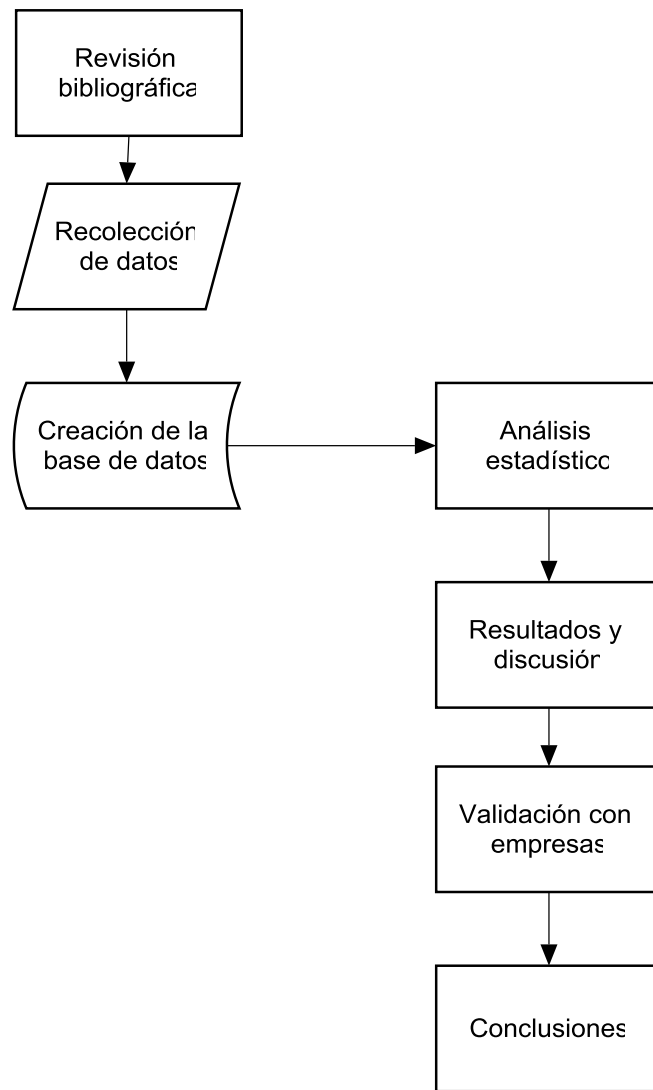 Revisión
bibliográfica
Recolección
de datos
Creación de la
base de datos
Análisis
estadístico
Resultados y
discusión
Validación con
empresas
Conclusiones